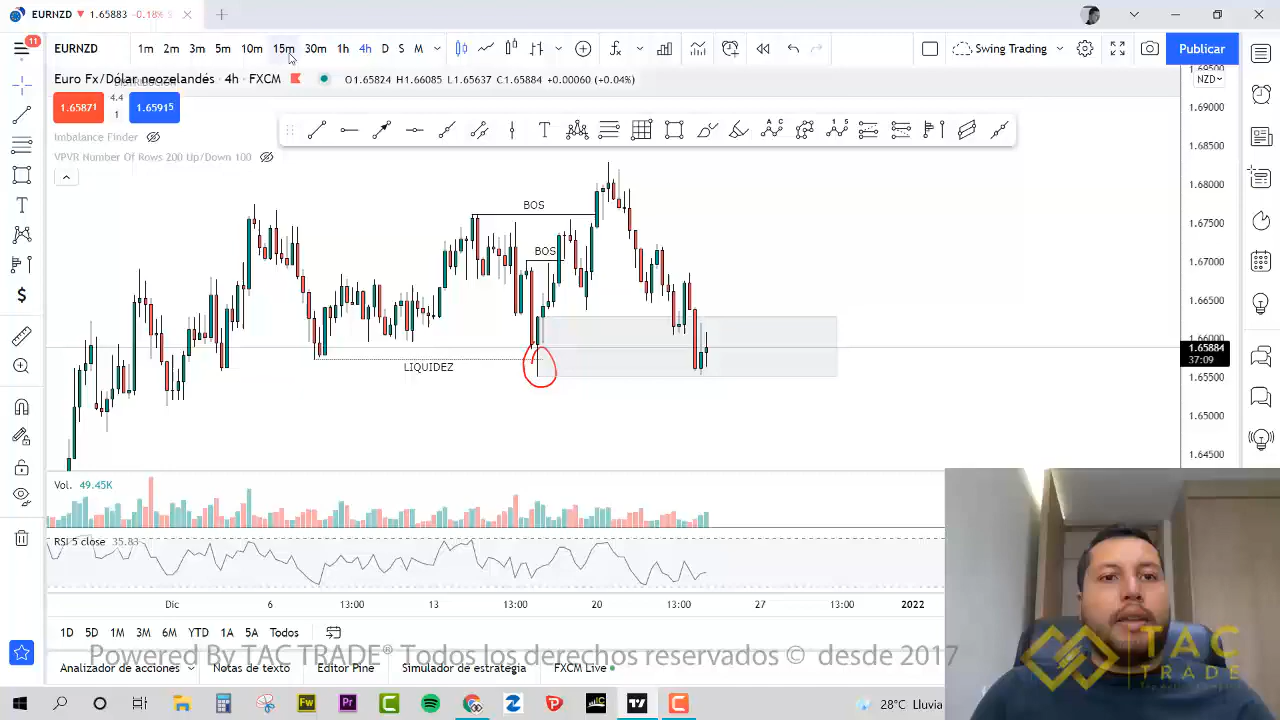 EURNZD ▼ 1.65883 -0.18%
11
EURNZD 1m 2m 3m 5m 10m 15m 30m 1h 4h D S M Swing Trading Publicar
Euro Fx/Dólar neozelandés · 4h · FXCM O1.65824 H1.66085 L1.65637 C1.65884 +0.00060 (+0.04%)
1.65871 4.4 1 1.65915
Imbalance Finder
VPVR Number Of Rows 200 Up/Down 100
NZD
1.69500
1.69000
1.68500
1.68000
1.67500
1.67000
1.66500
1.66000
1.65884
37:09
1.65500
1.65000
1.64500
BOS
BOS
LIQUIDEZ
Vol. 49.45K
RSI 5 close 35.83
Dic 6 13:00 13 13:00 20 13:00 27 13:00 2022
1D 5D 1M 3M 6M YTD 1A 5A Todos
Powered By TAC TRADE® Todos los derechos reservados © desde 2017
Analizador de acciones Notas de texto Editor Pine Simulador de estrategia FXCM Live
TAC
TRADE
28°C Lluvia